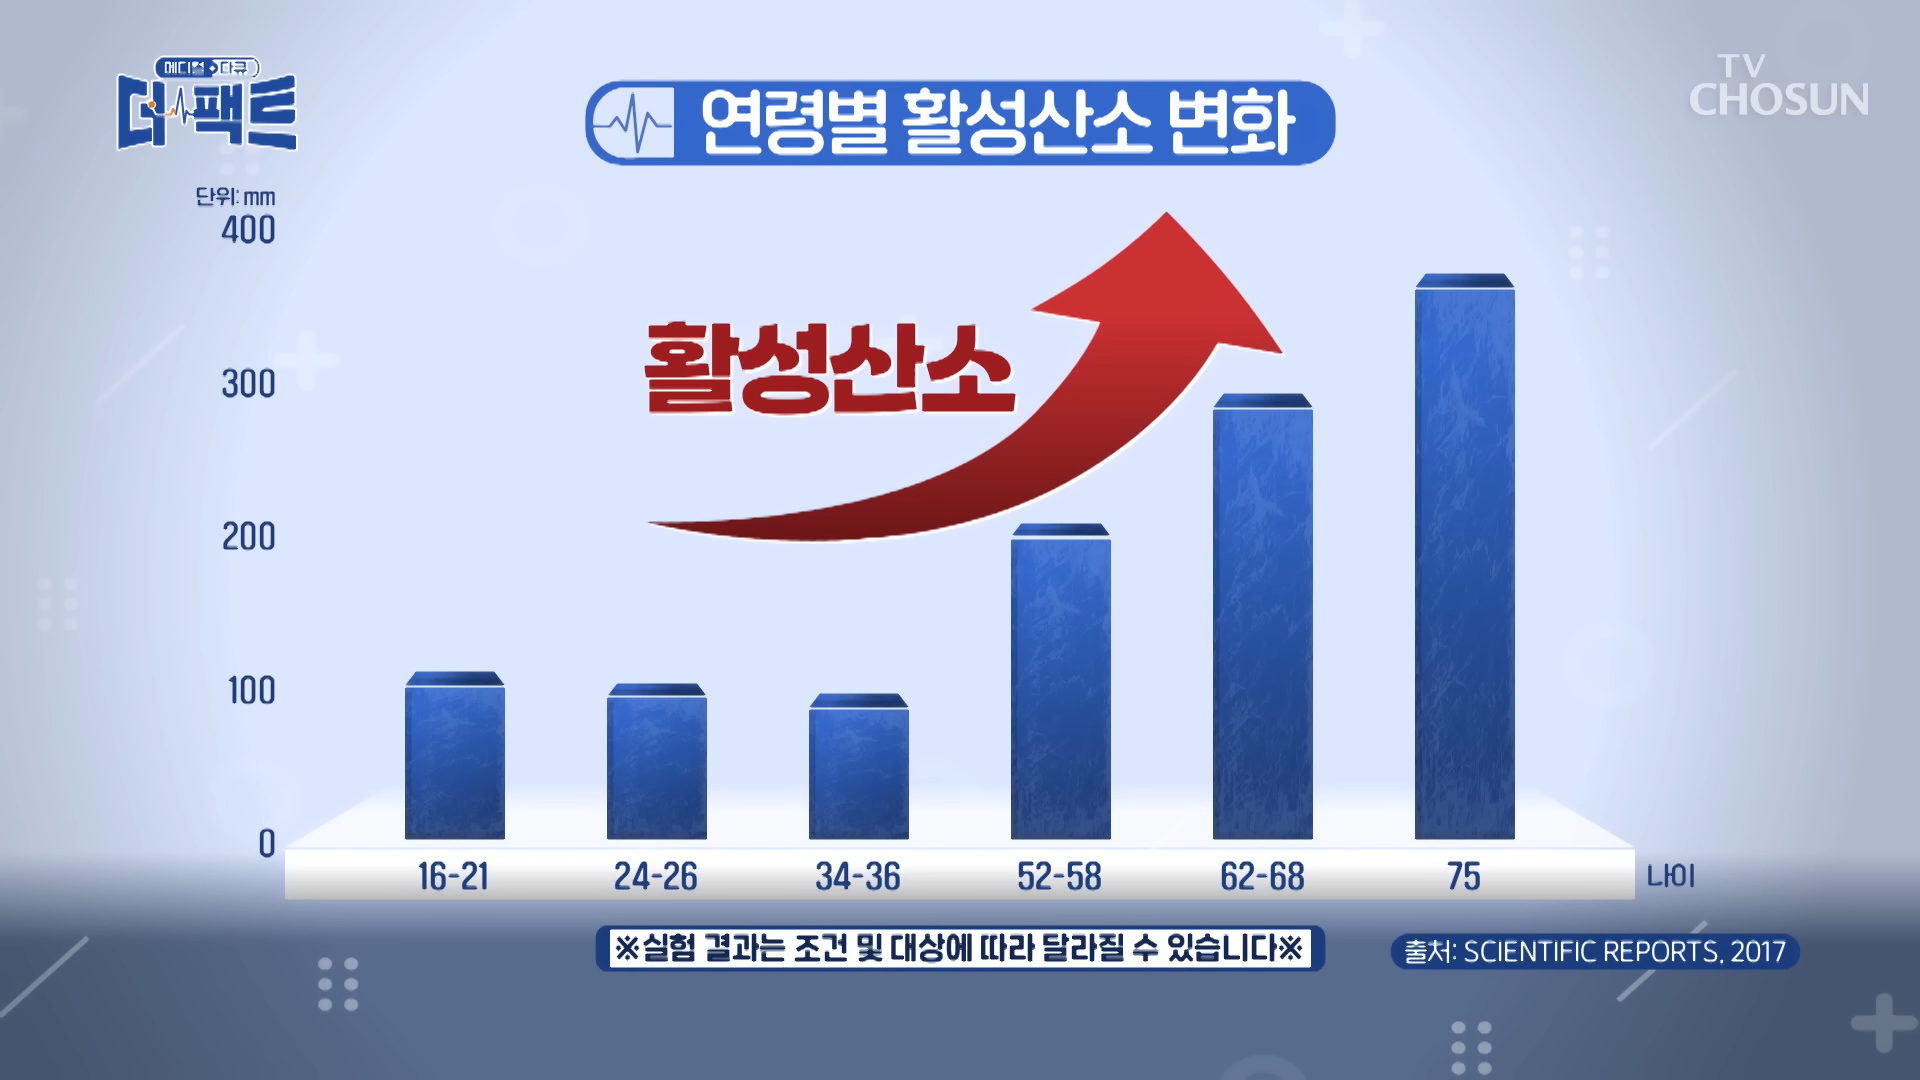 메디컬 다큐
더 팩트
TV
CHOSUN
연령별 활성산소 변화
단위: mm
400
300
200
100
0
활성산소
16-21
24-26
34-36
52-58
62-68
75
나이
※실험 결과는 조건 및 대상에 따라 달라질 수 있습니다※
출처: SCIENTIFIC REPORTS, 2017